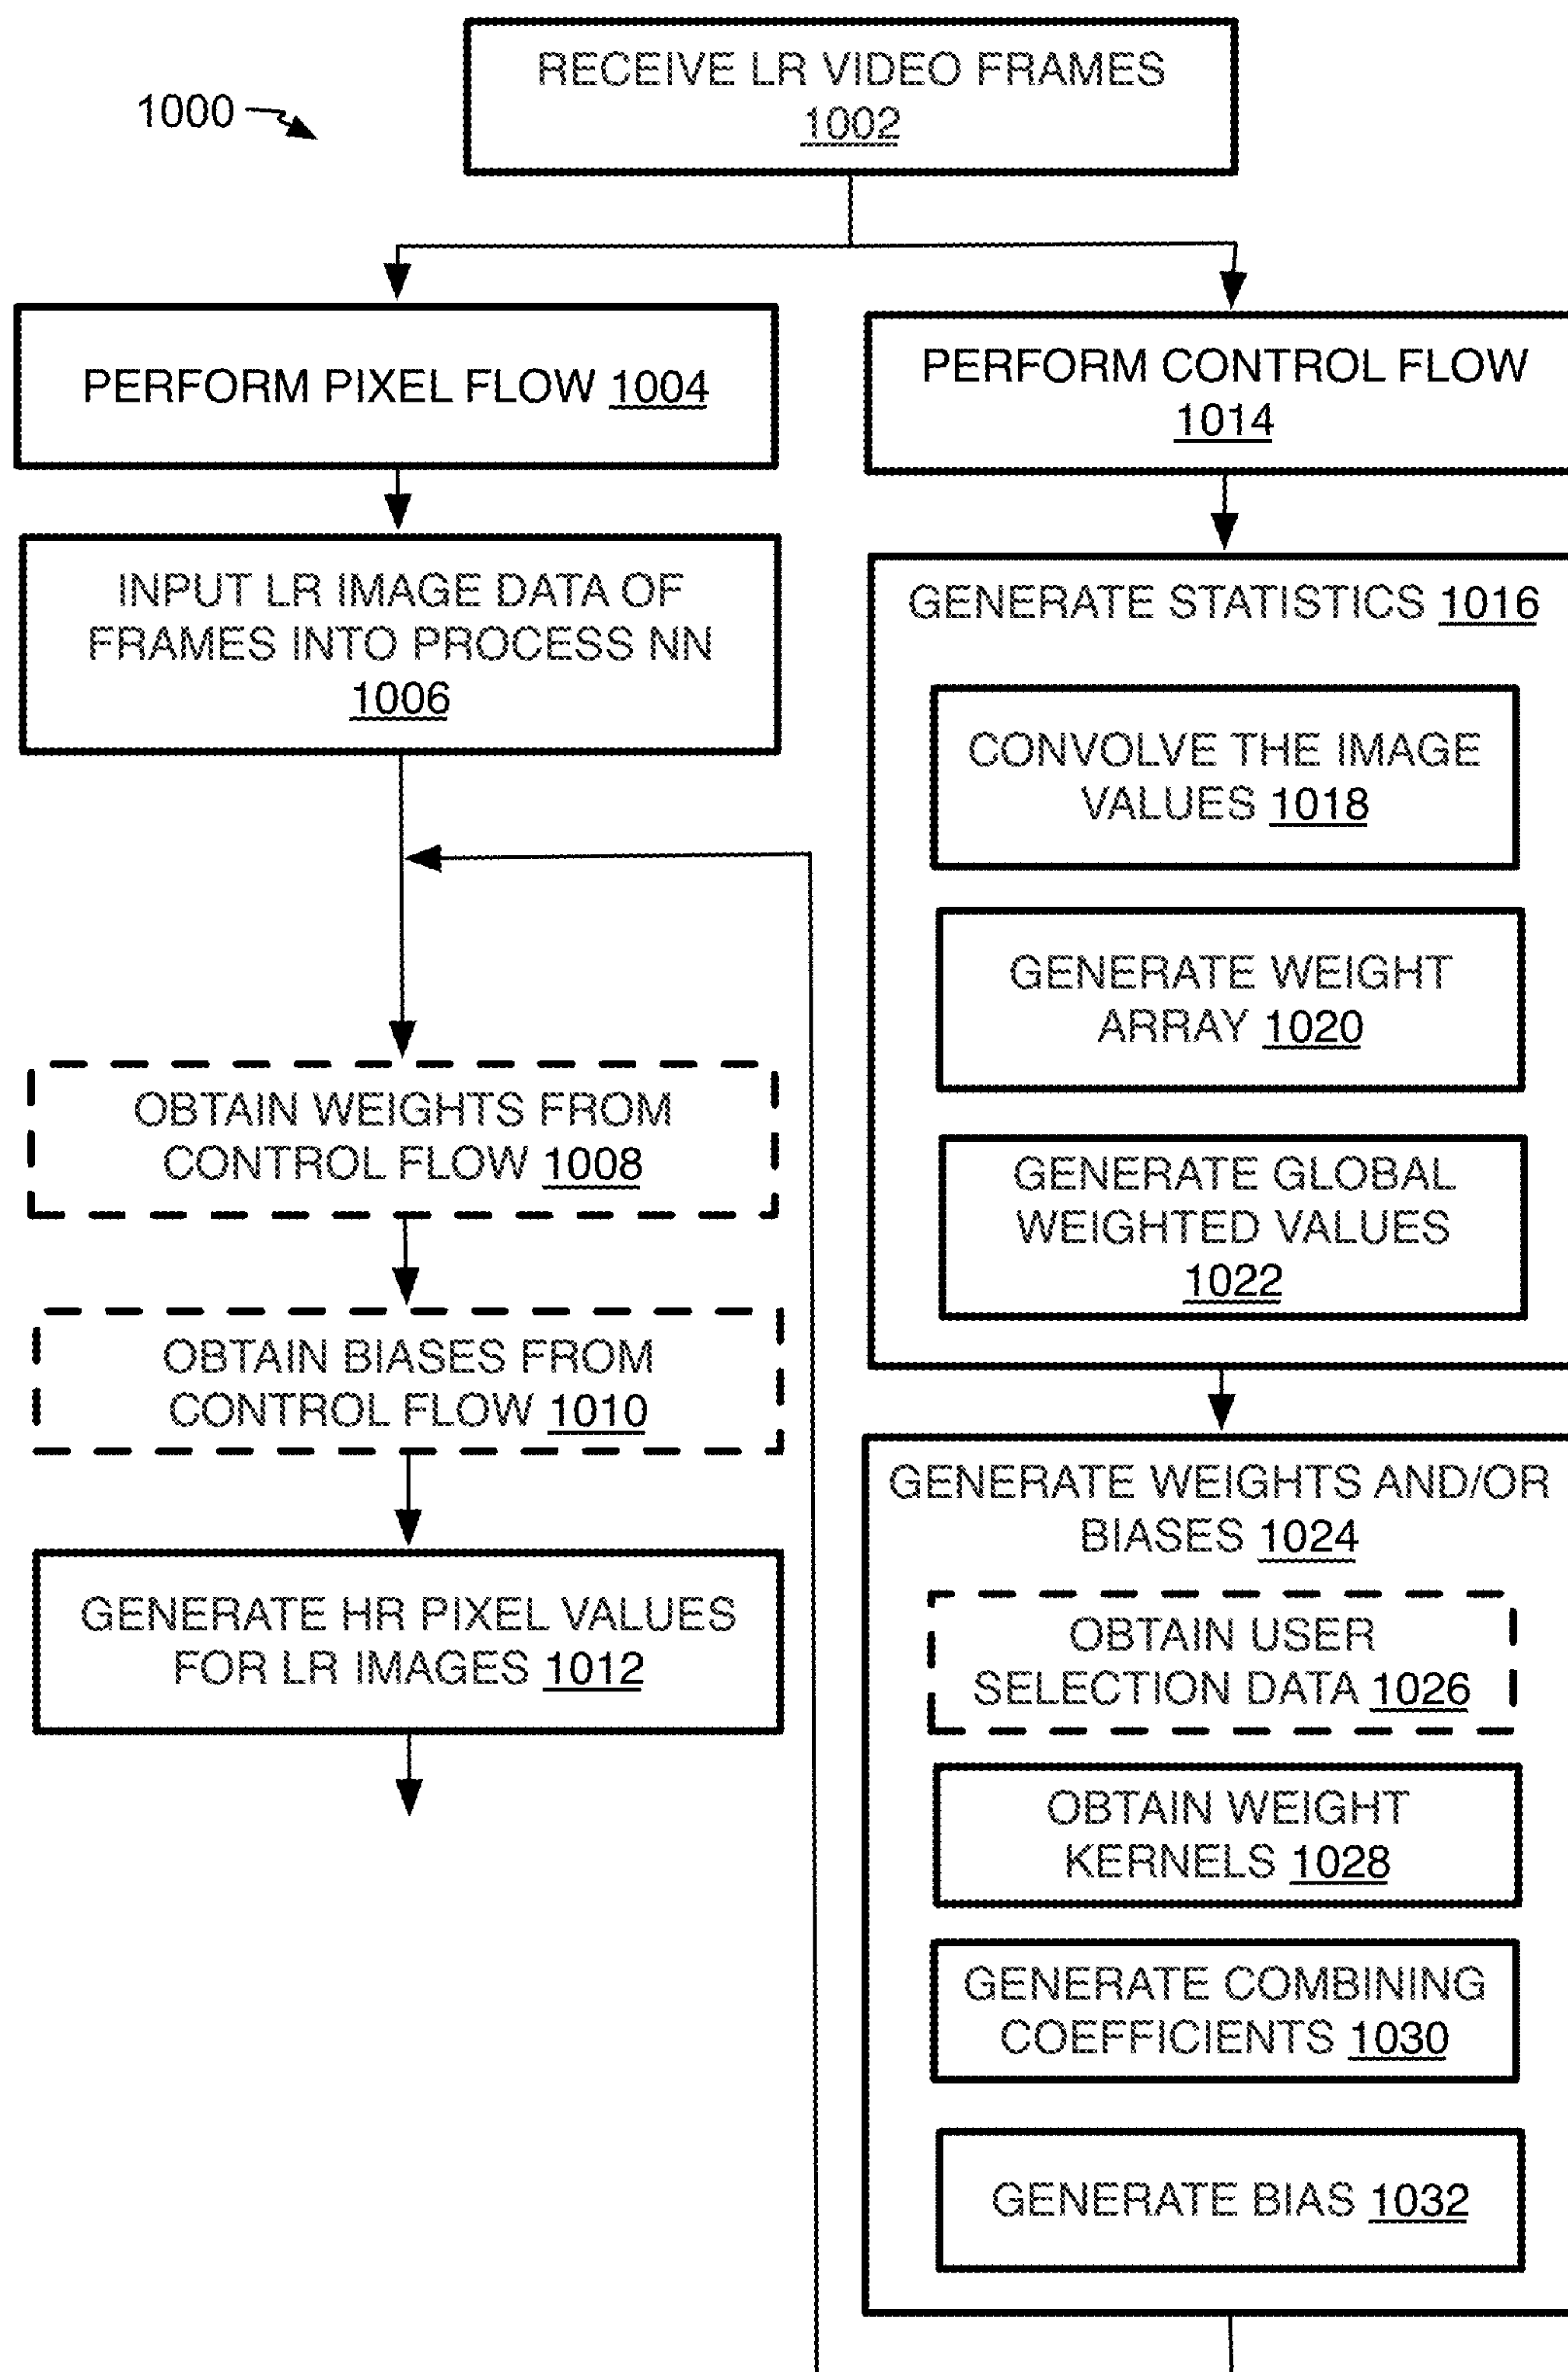 1000
RECEIVE LR VIDEO FRAMES
1002
PERFORM PIXEL FLOW 1004
INPUT LR IMAGE DATA OF
FRAMES INTO PROCESS NN
1006
OBTAIN WEIGHTS FROM
CONTROL FLOW 1008
OBTAIN BIASES FROM
CONTROL FLOW 1010
GENERATE HR PIXEL VALUES
FOR LR IMAGES 1012
PERFORM CONTROL FLOW
1014
GENERATE STATISTICS 1016
CONVOLVE THE IMAGE
VALUES 1018
GENERATE WEIGHT
ARRAY 1020
GENERATE GLOBAL
WEIGHTED VALUES
1022
GENERATE WEIGHTS AND/OR
BIASES 1024
OBTAIN USER
SELECTION DATA 1026
OBTAIN WEIGHT
KERNELS 1028
GENERATE COMBINING
COEFFICIENTS 1030
GENERATE BIAS 1032